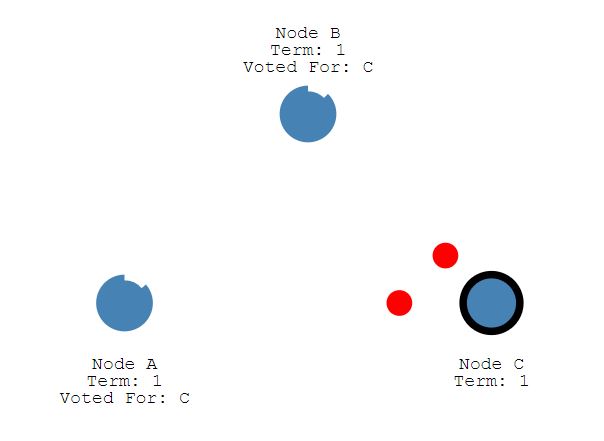 Node B
Term: 1
Voted For: C
Node A
Term: 1
Voted For: C
Node C
Term: 1